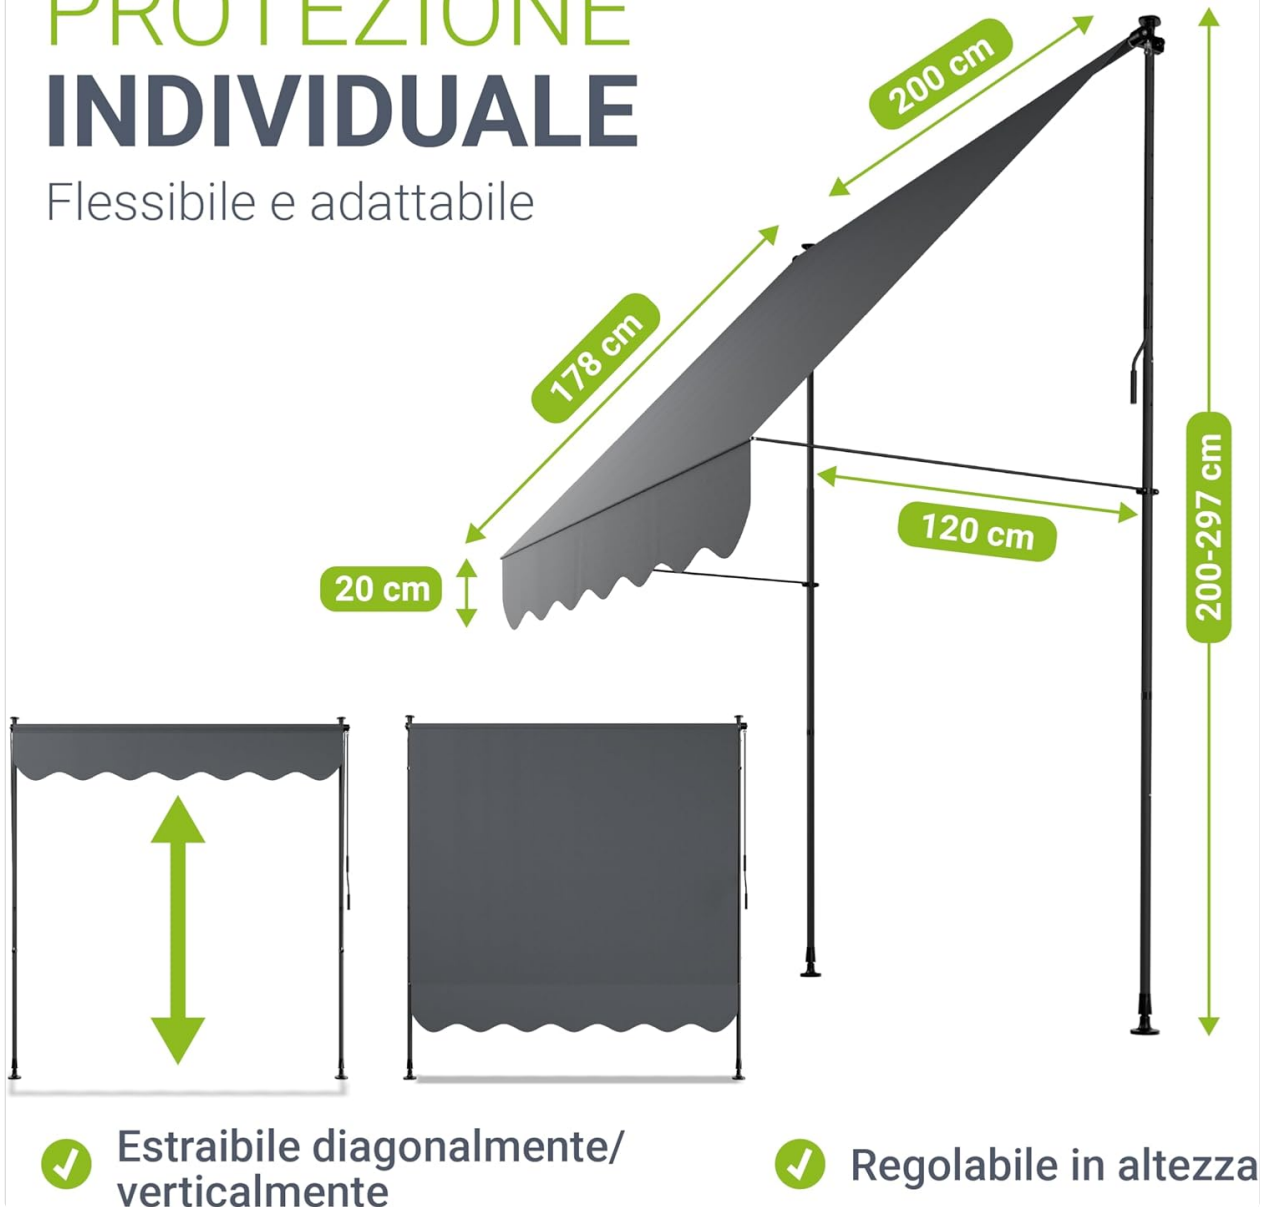 PROTEZIONE
INDIVIDUALE
Flessibile e adattabile
200 cm
178 cm
120 cm
200-297 cm
20 cm
Estraibile diagonalmente/
verticalmente
Regolabile in altezza